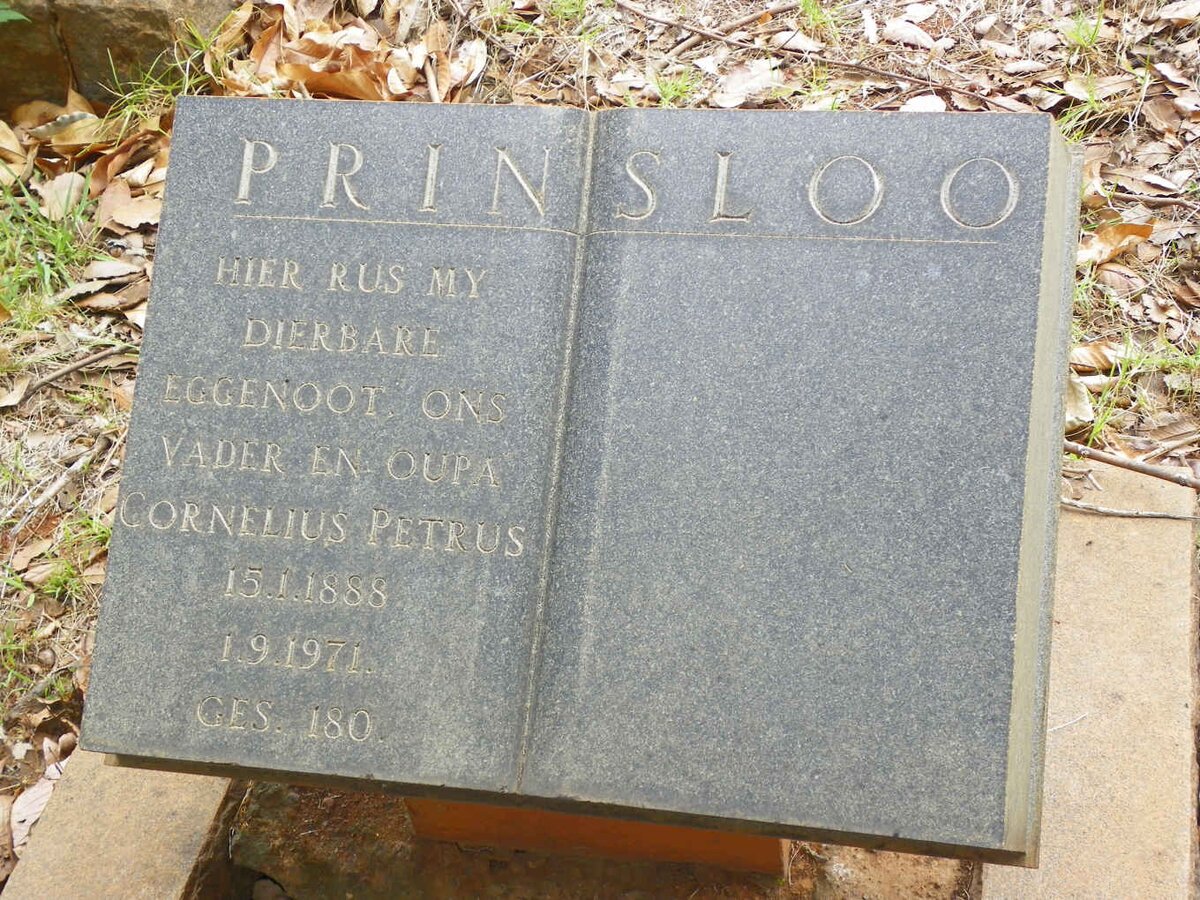 PRINSLOO
HIER RUS MY
DIERBARE
EGGENOOT, ONS
VADER EN OUPA
CORNELIUS PETRUS
15.1.1888
1.9.1971.
GES. 180.